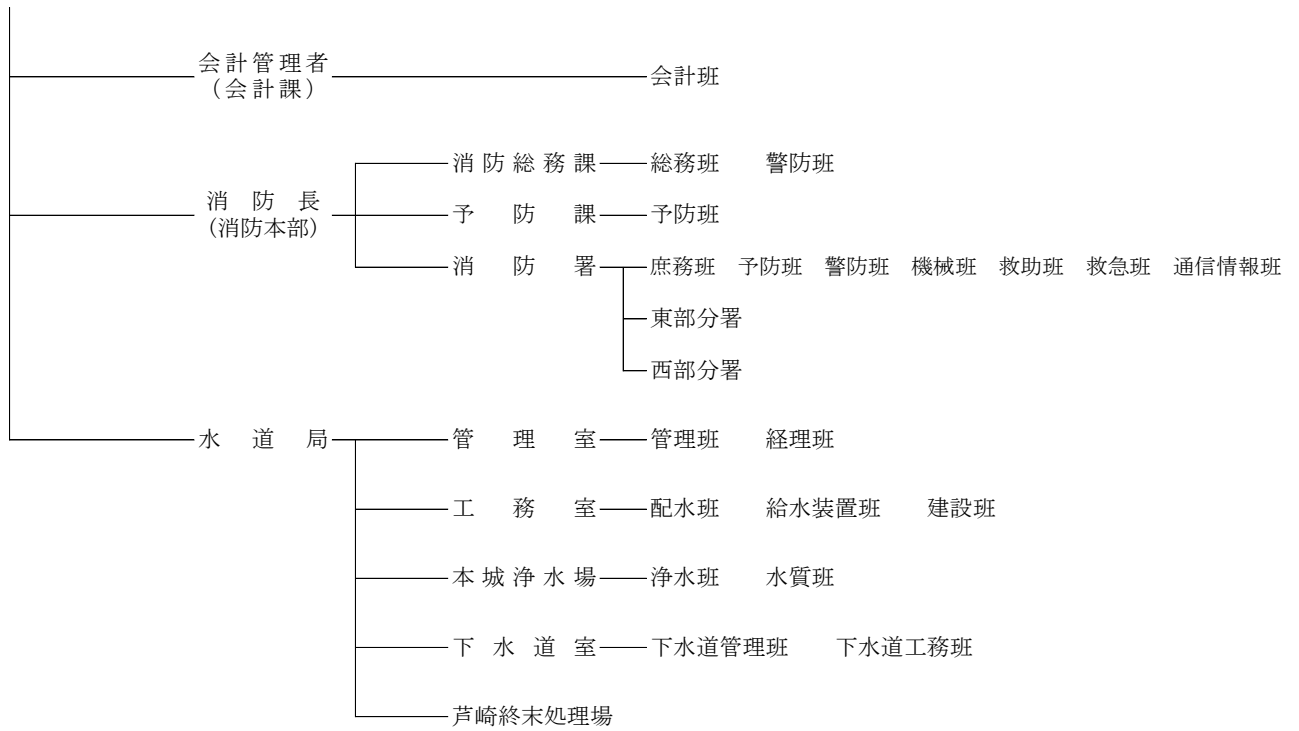 会計管理者 会計班
（会計課）
消防総務課 総務班 警防班
消防長 予防課 予防班
(消防本部)
消防署 庶務班 予防班 警防班 機械班 救助班 救急班 通信情報班
東部分署
西部分署
水道局 管理室 管理班 経理班
工務室 配水班 給水装置班 建設班
本城浄水場 浄水班 水質班
下水道室 下水道管理班 下水道工務班
芦崎終末処理場